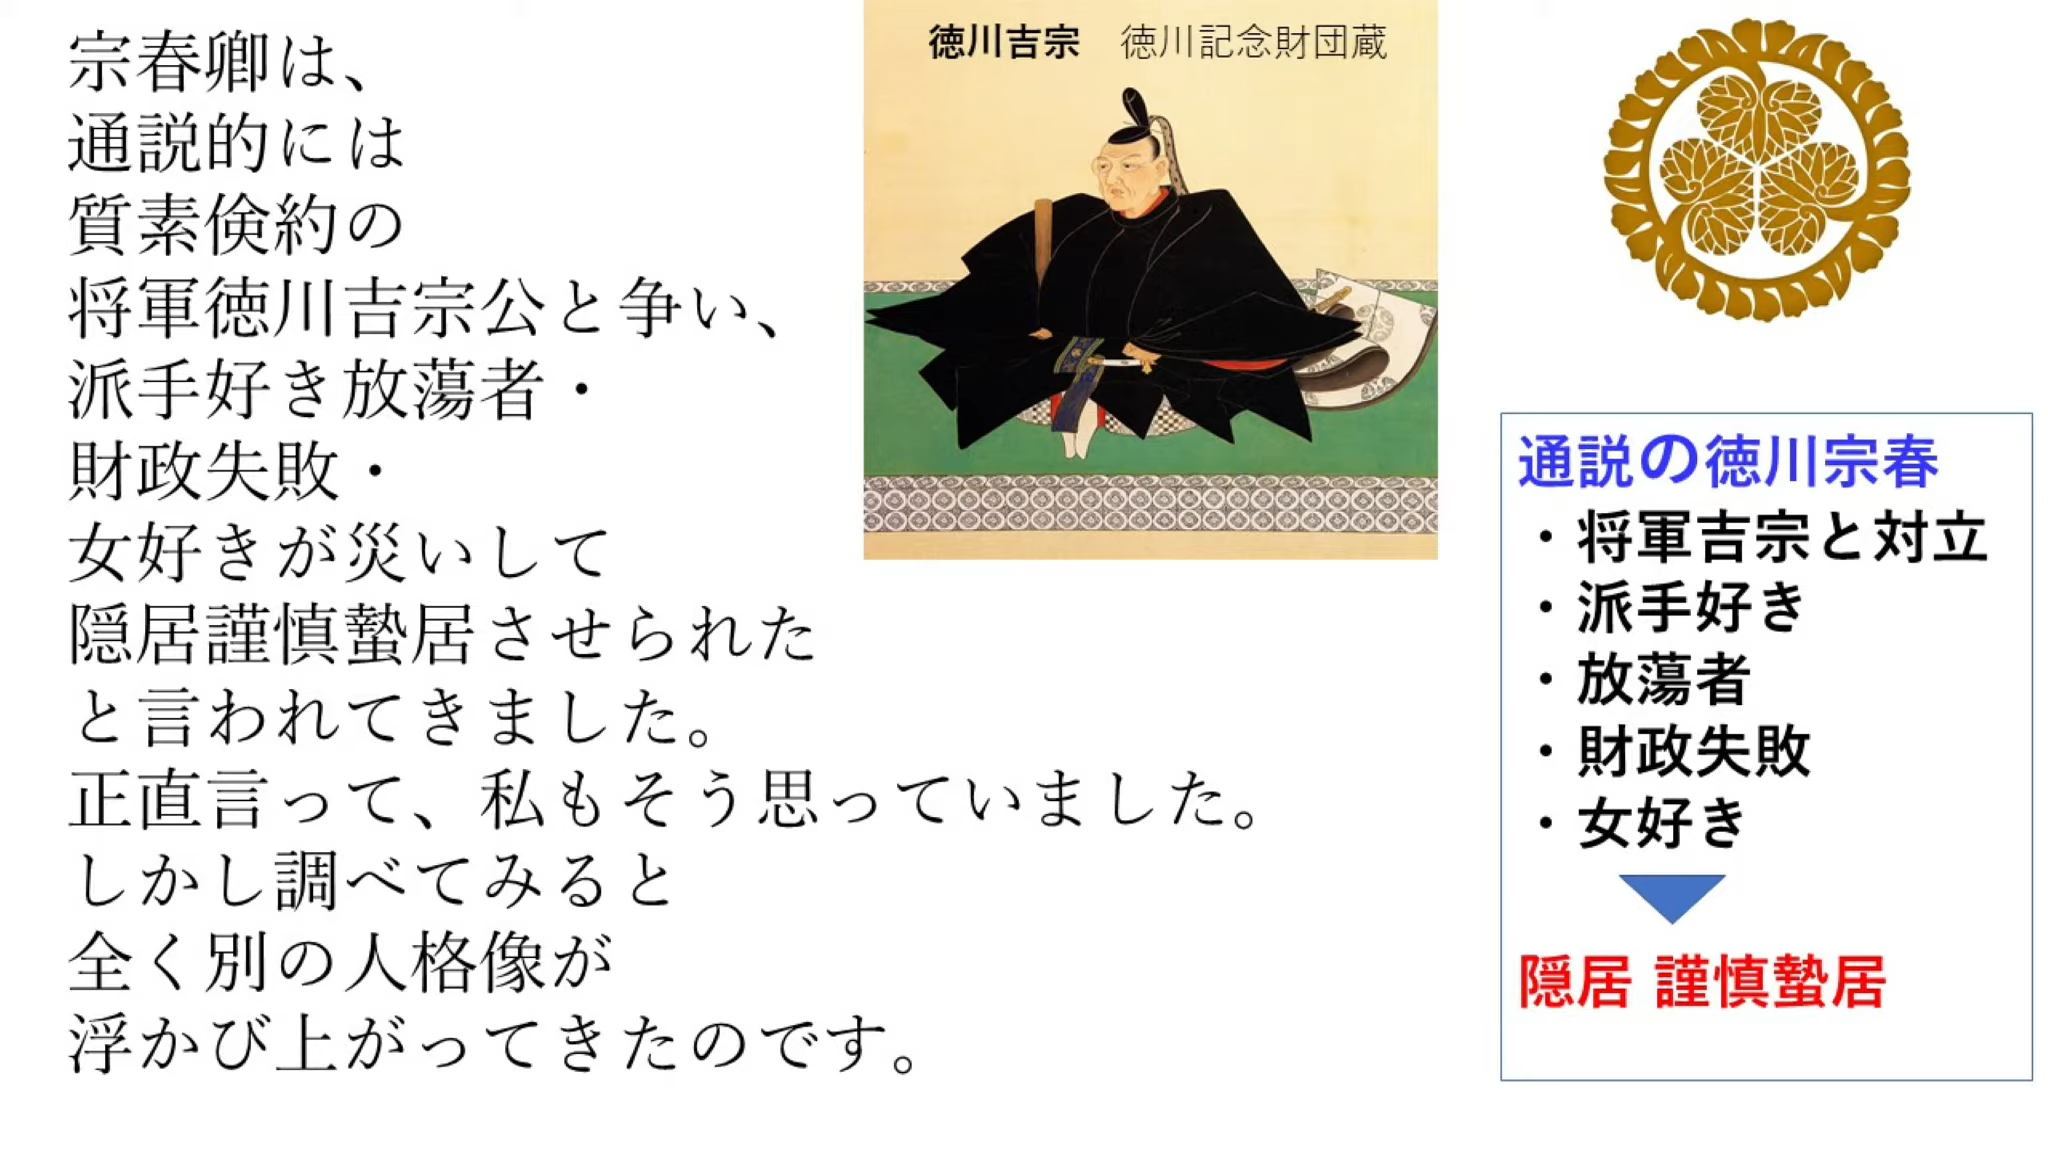 宗春卿は、
通説的には
質素倹約の
将軍徳川吉宗公と争い、
派手好き放蕩者・
財政失敗・
女好きが災いして
隠居謹慎蟄居させられた
と言われてきました。
正直言って、私もそう思っていました。
しかし調べてみると
全く別の人格像が
浮かび上がってきたのです。
徳川吉宗　徳川記念財団蔵
通説の徳川宗春
・将軍吉宗と対立
・派手好き
・放蕩者
・財政失敗
・女好き
隠居 謹慎蟄居